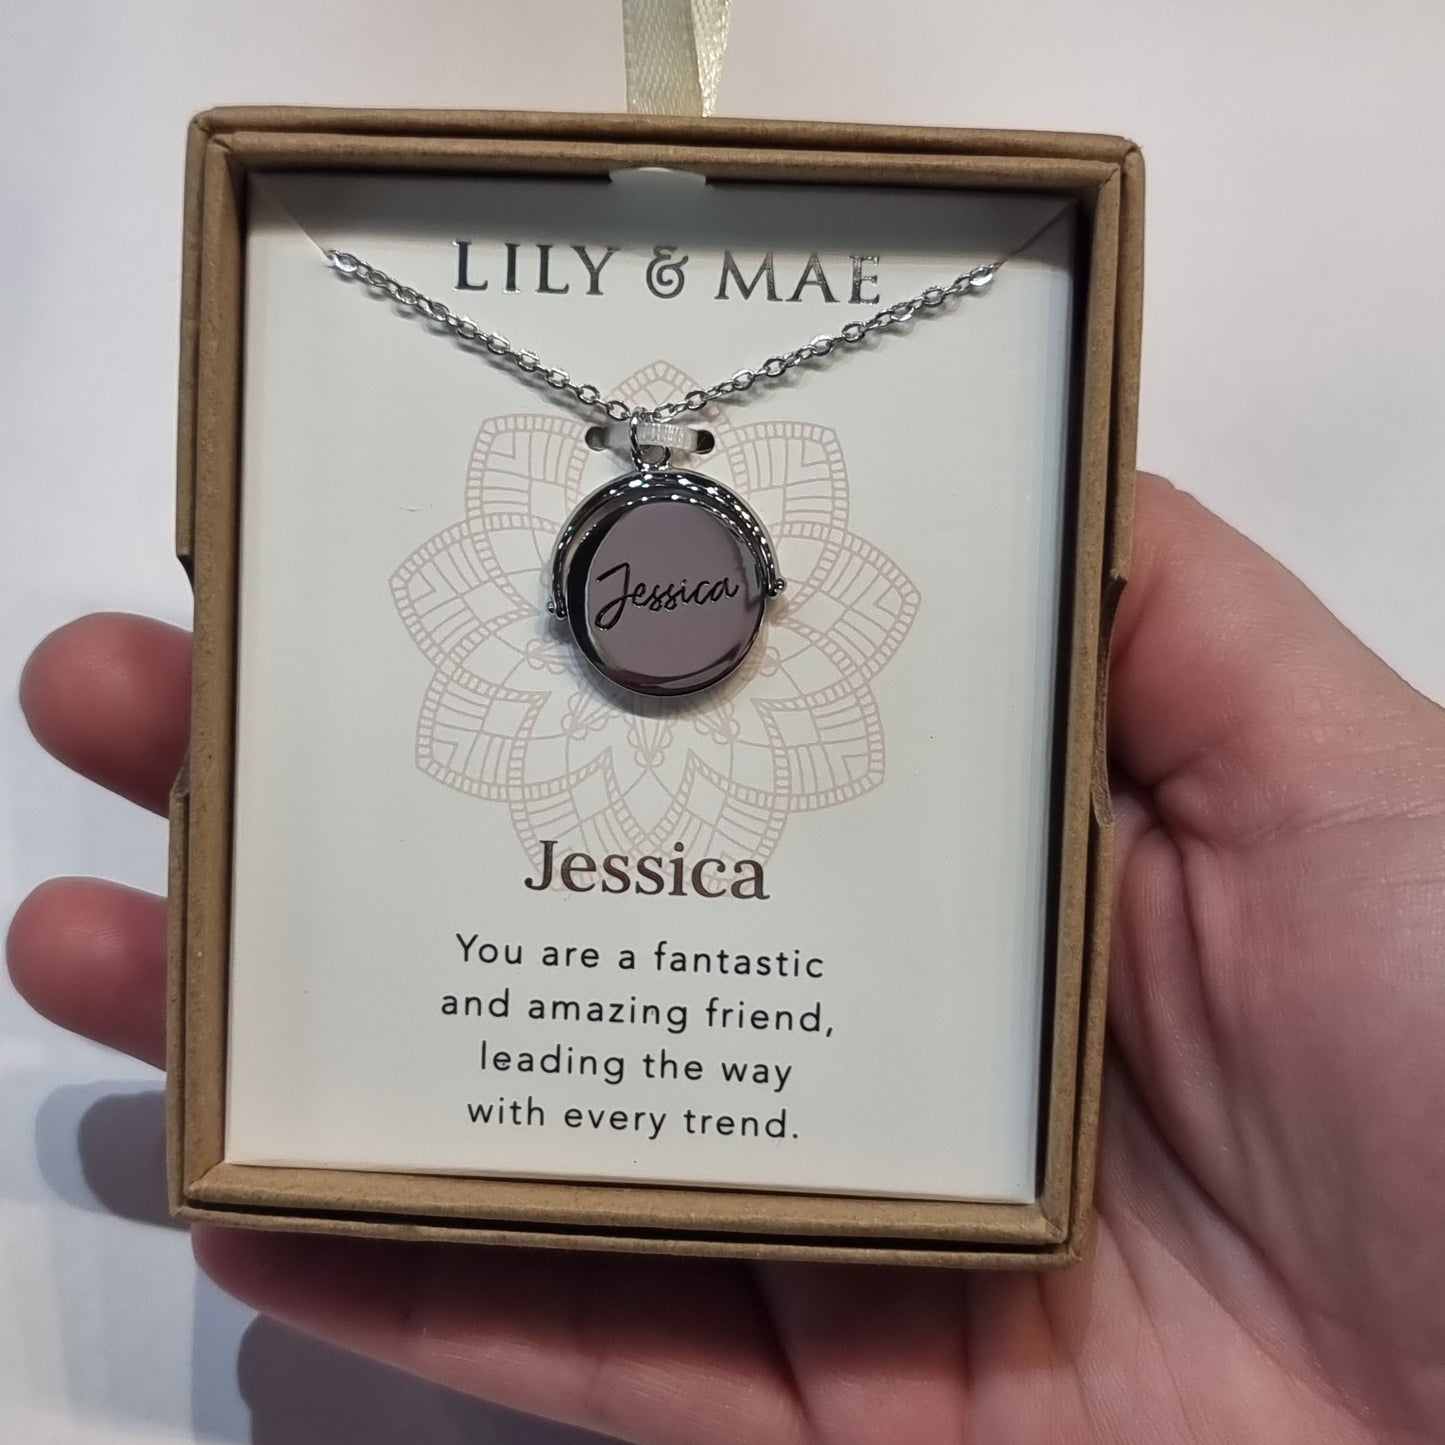 LILY & MAE
Jessica
Jessica
You are a fantastic
and amazing friend,
leading the way
with every trend.